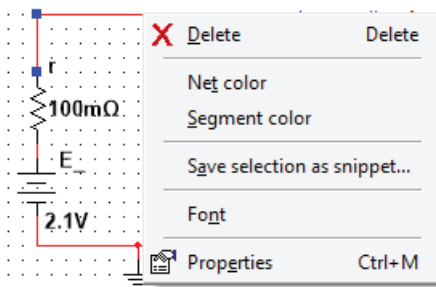 Delete Delete
r
Net color
100mΩ
Segment color
E_
Save selection as snippet...
2.1V
Font
Properties Ctrl+M